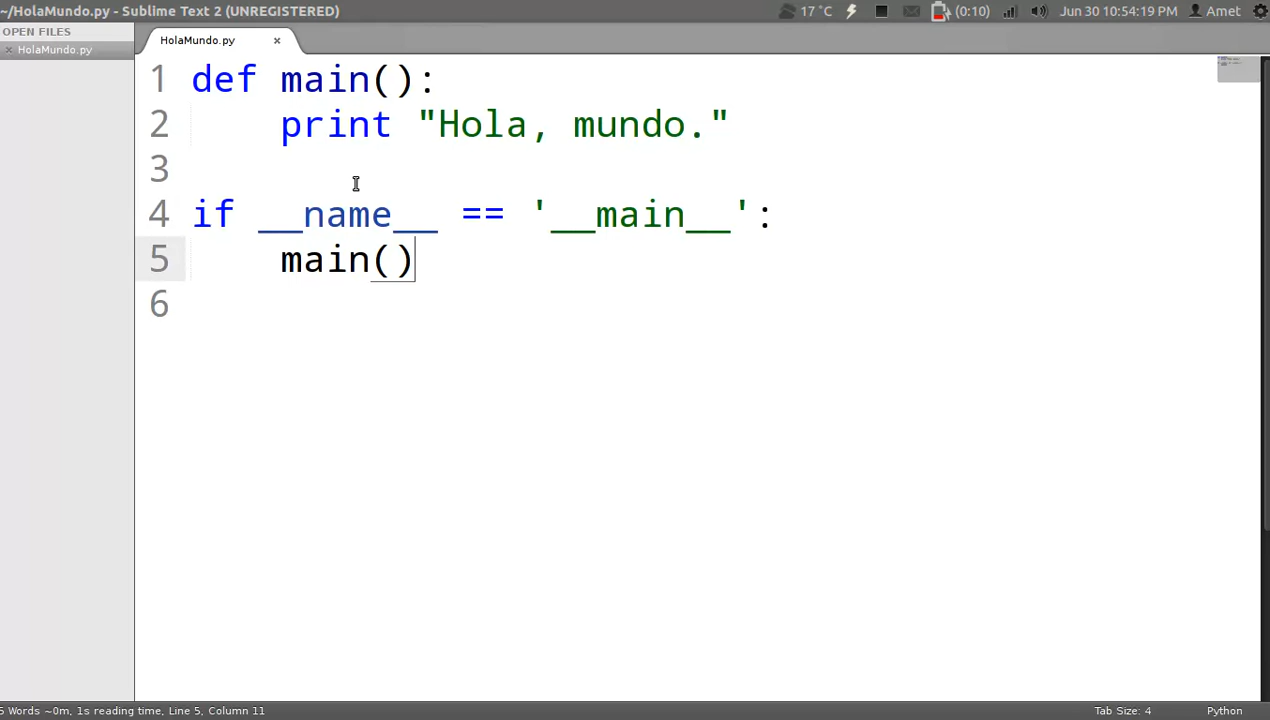 ~/HolaMundo.py - Sublime Text 2 (UNREGISTERED) 17°C (0:10) Jun 30 10:54:19 PM Amet
OPEN FILES
HolaMundo.py
HolaMundo.py
1 def main():
2     print "Hola, mundo."
3
4 if __name__ == '__main__':
5     main()
6
Words ~0m, 1s reading time, Line 5, Column 11 Tab Size: 4 Python